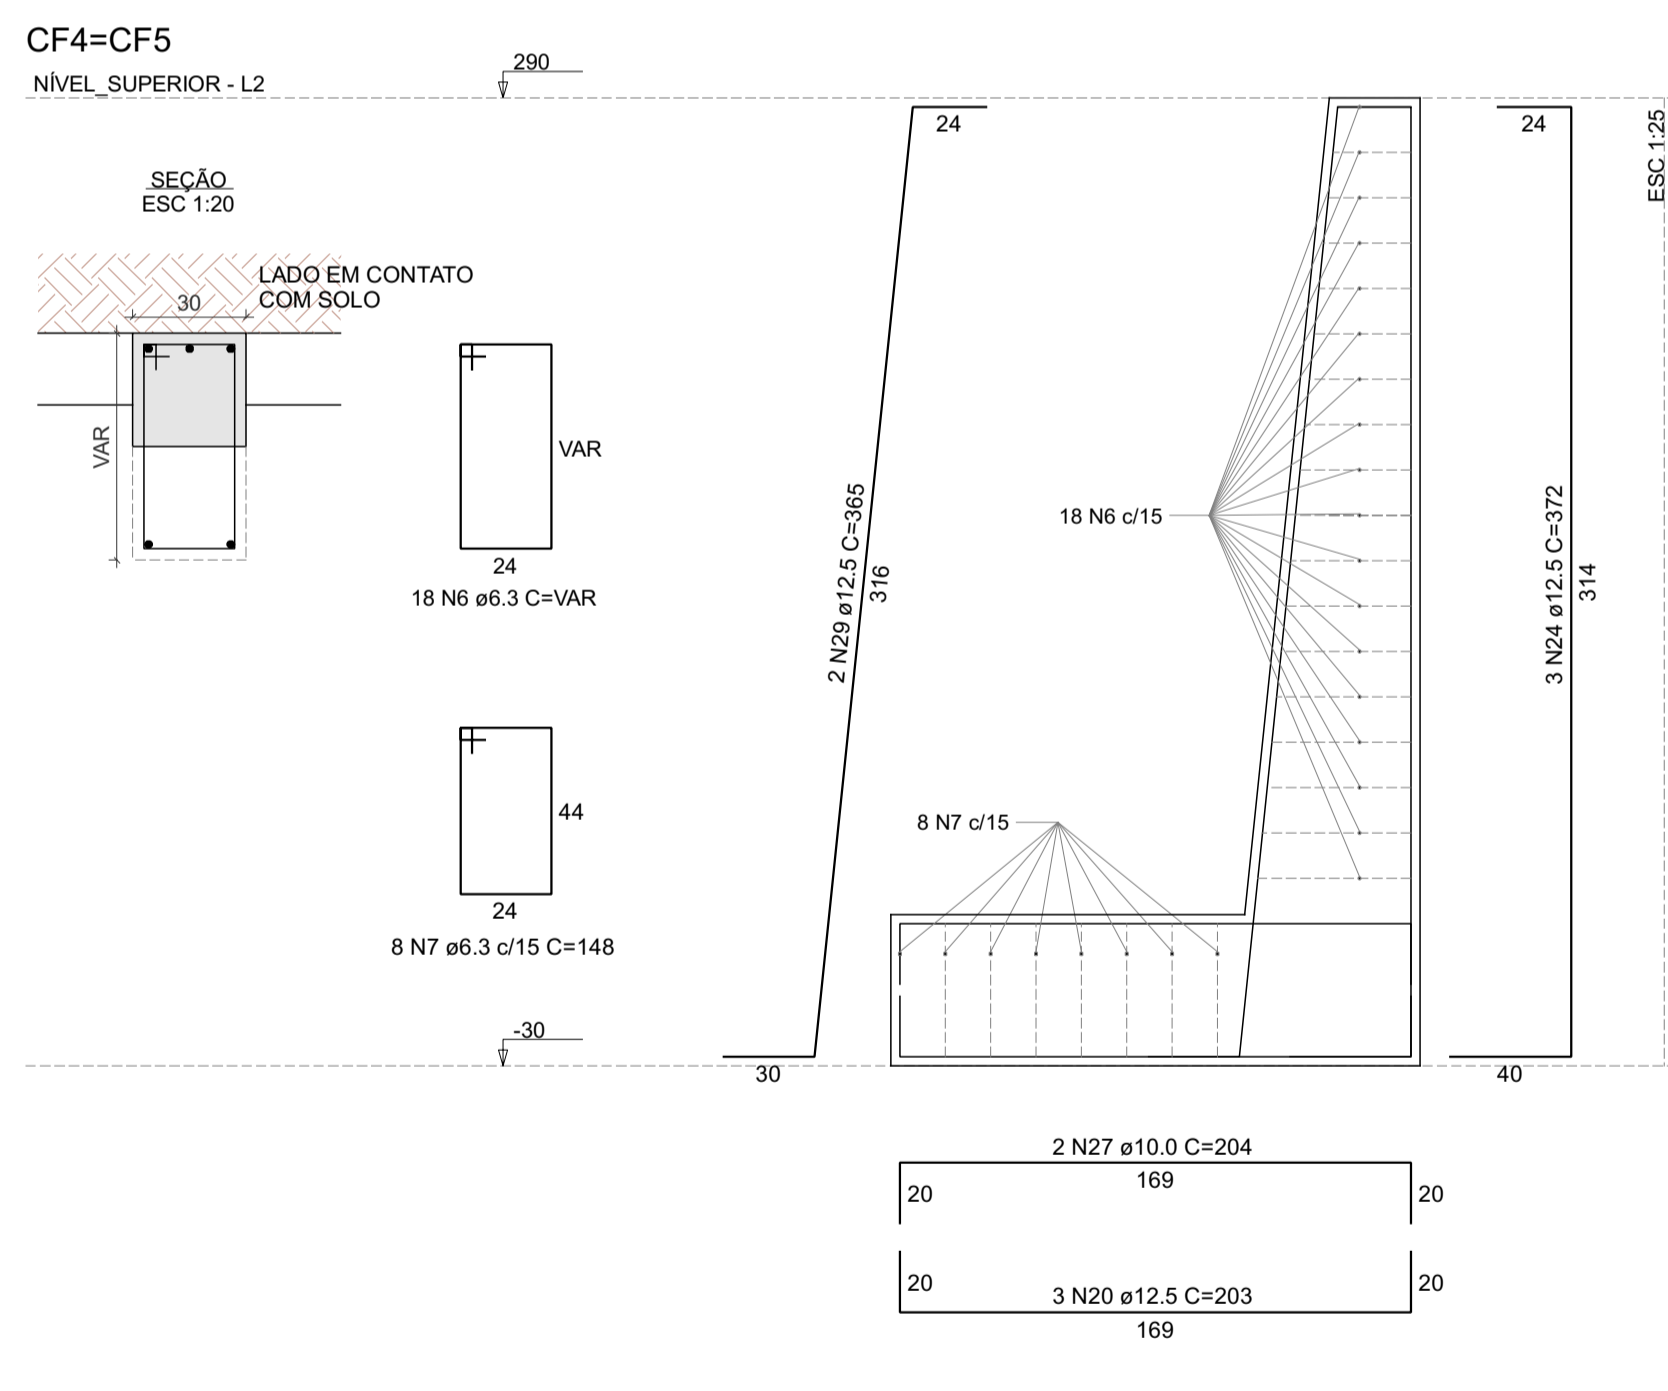 CF4=CF5
NÍVEL_SUPERIOR - L2
290
24
24
ESC 1:25
SEÇÃO
ESC 1:20
LADO EM CONTATO
COM SOLO
30
VAR
VAR
24
18 N6 ø6.3 C=VAR
2 N29 ø12.5 C=365
316
18 N6 c/15
3 N24 ø12.5 C=372
314
44
24
8 N7 ø6.3 c/15 C=148
8 N7 c/15
-30
30
40
2 N27 ø10.0 C=204
169
20
20
20
20
3 N20 ø12.5 C=203
169